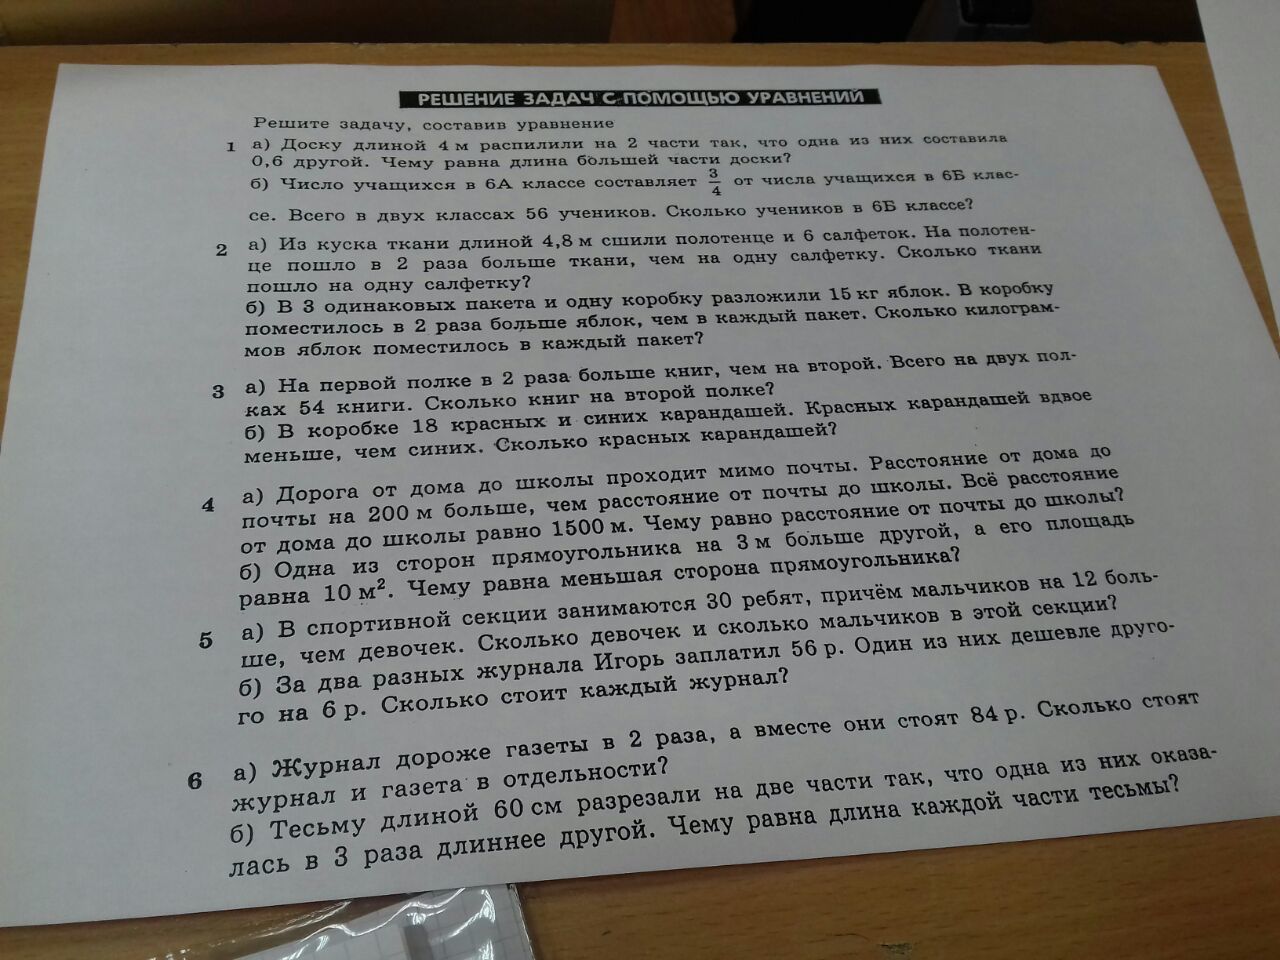 РЕШЕНИЕ ЗАДАЧ С ПОМОЩЬЮ УРАВНЕНИЙ
Решите задачу, составив уравнение
1 а) Доску длиной 4 м распилили на 2 части так, что одна из них составила
0,6 другой. Чему равна длина большей части доски?
б) Число учащихся в 6А классе составляет 3/4 от числа учащихся в 6Б клас-
се. Всего в двух классах 56 учеников. Сколько учеников в 6Б классе?
2 а) Из куска ткани длиной 4,8 м сшили полотенце и 6 салфеток. На полотен-
це пошло в 2 раза больше ткани, чем на одну салфетку. Сколько ткани
пошло на одну салфетку?
б) В 3 одинаковых пакета и одну коробку разложили 15 кг яблок. В коробку
поместилось в 2 раза больше яблок, чем в каждый пакет. Сколько килограм-
мов яблок поместилось в каждый пакет?
3 а) На первой полке в 2 раза больше книг, чем на второй. Всего на двух пол-
ках 54 книги. Сколько книг на второй полке?
б) В коробке 18 красных и синих карандашей. Красных карандашей вдвое
меньше, чем синих. Сколько красных карандашей?
4 а) Дорога от дома до школы проходит мимо почты. Расстояние от дома до
почты на 200 м больше, чем расстояние от почты до школы. Всё расстояние
от дома до школы равно 1500 м. Чему равно расстояние от почты до школы?
б) Одна из сторон прямоугольника на 3 м больше другой, а его площадь
равна 10 м². Чему равна меньшая сторона прямоугольника?
5 а) В спортивной секции занимаются 30 ребят, причём мальчиков на 12 боль-
ше, чем девочек. Сколько девочек и сколько мальчиков в этой секции?
б) За два разных журнала Игорь заплатил 56 р. Один из них дешевле друго-
го на 6 р. Сколько стоит каждый журнал?
6 а) Журнал дороже газеты в 2 раза, а вместе они стоят 84 р. Сколько стоят
журнал и газета в отдельности?
б) Тесьму длиной 60 см разрезали на две части так, что одна из них оказа-
лась в 3 раза длиннее другой. Чему равна длина каждой части тесьмы?